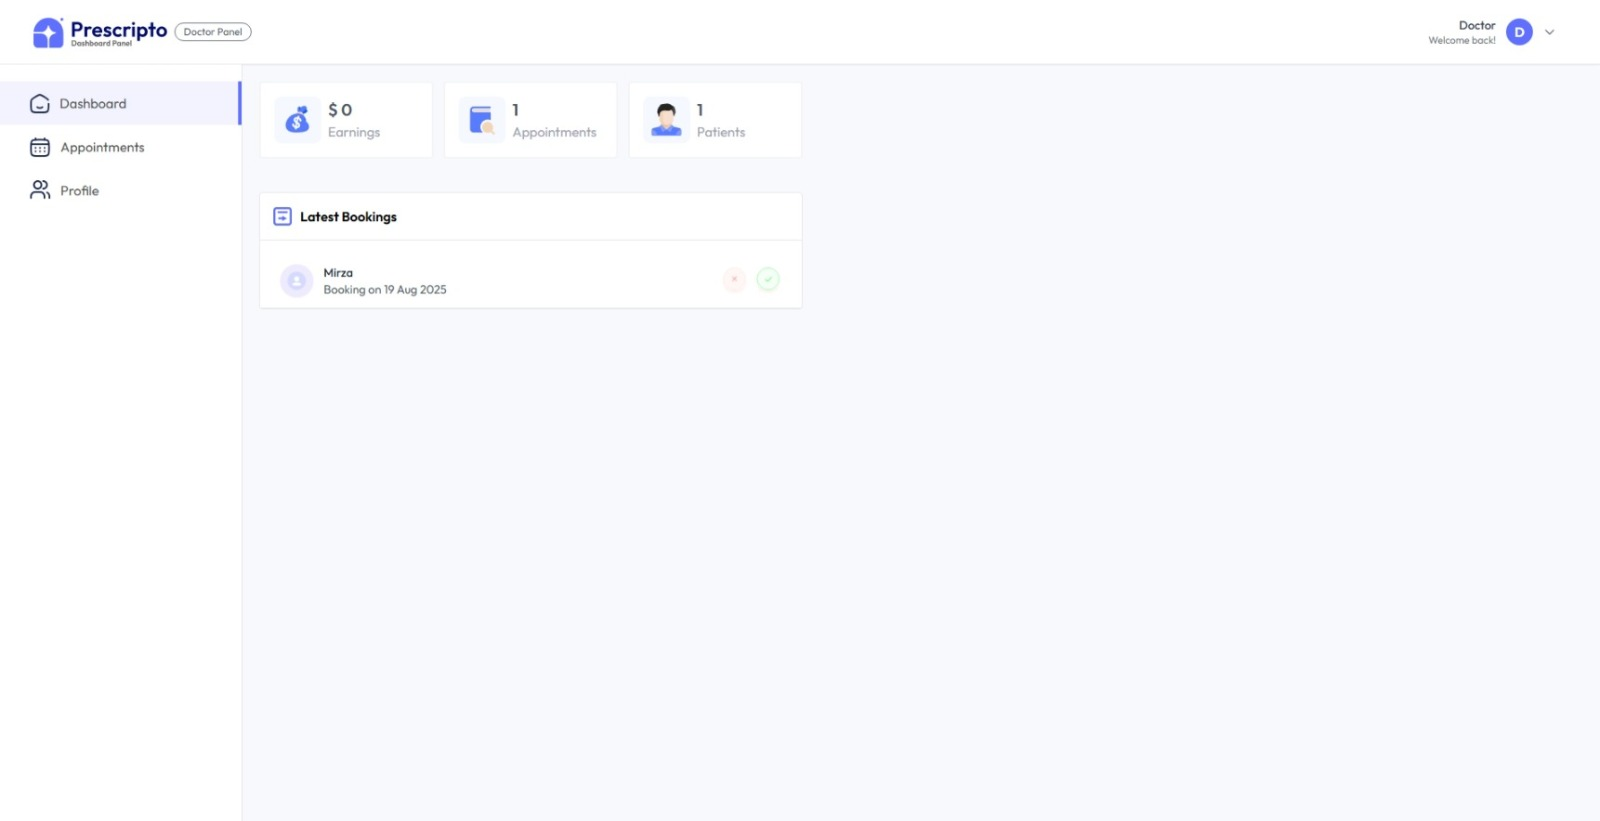 Prescripto
Dashboard Panel
Doctor Panel
Doctor
Welcome back!
D
Dashboard
Appointments
Profile
$ 0
Earnings
1
Appointments
1
Patients
Latest Bookings
Mirza
Booking on 19 Aug 2025